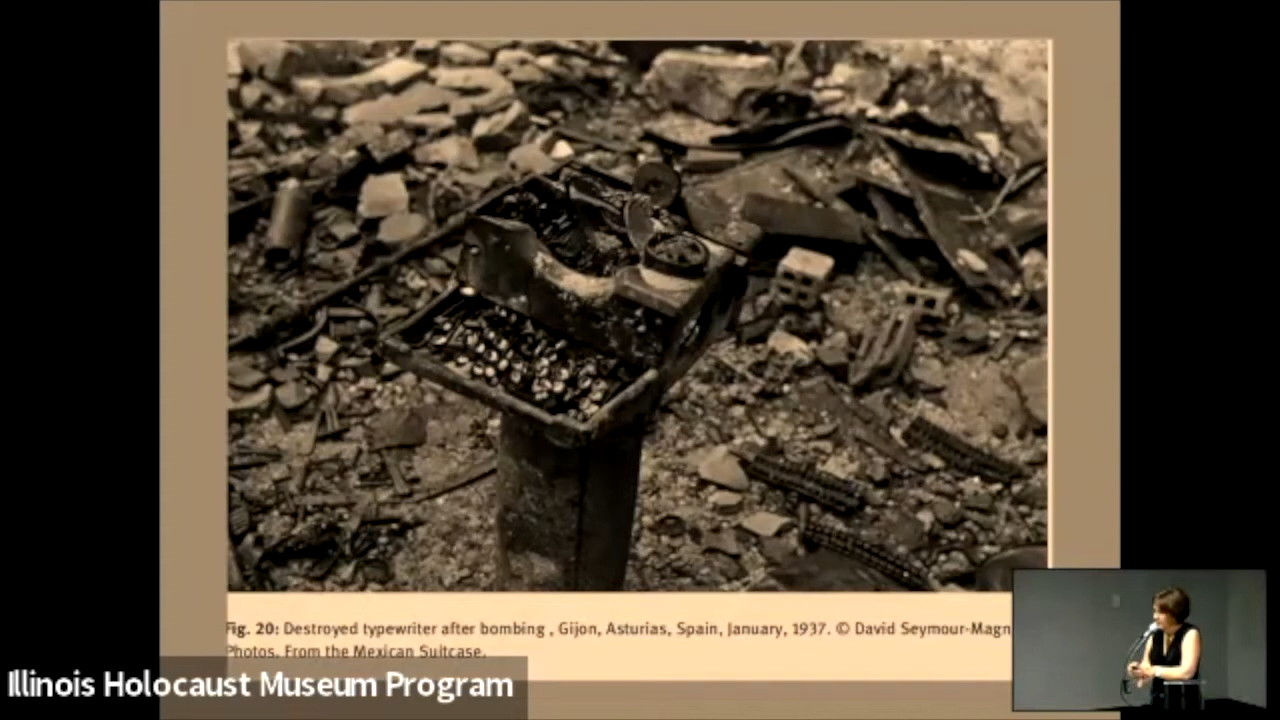 Fig. 20: Destroyed typewriter after bombing , Gijon, Asturias, Spain, January, 1937. © David Seymour-Magn
Photos. From the Mexican Suitcase.
Illinois Holocaust Museum Program